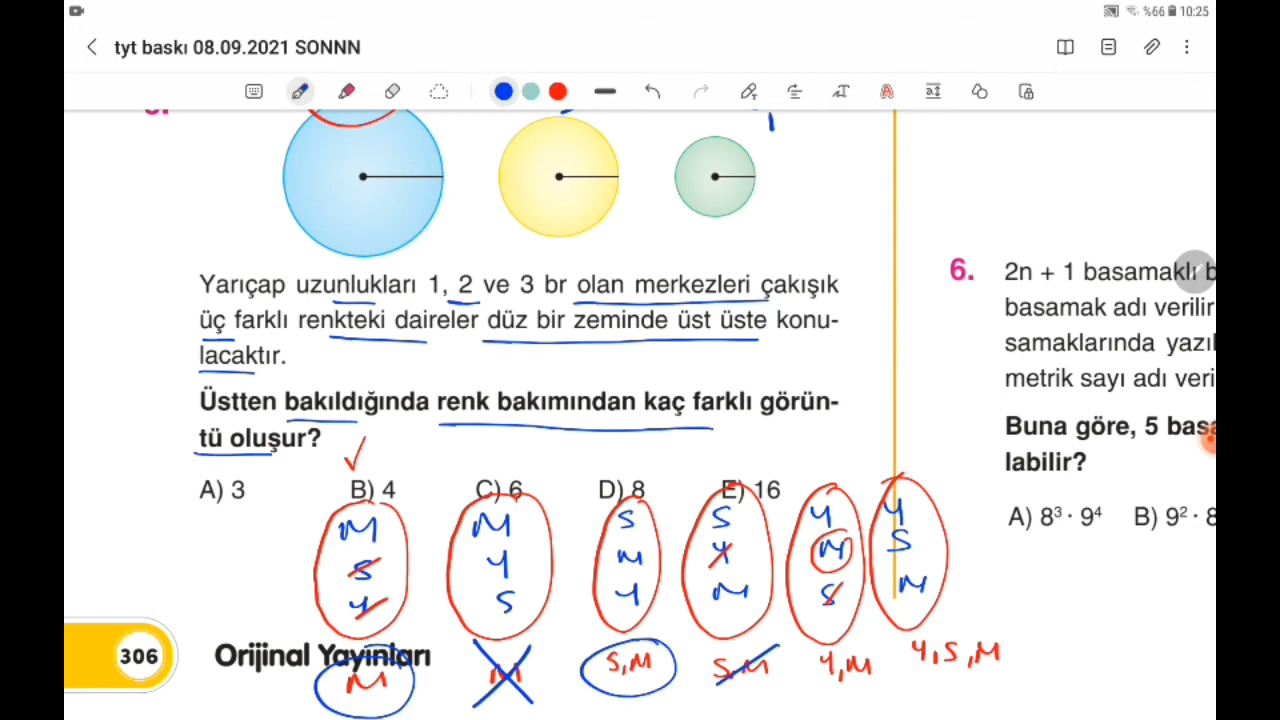 %66 10:25
tyt baskı 08.09.2021 SONNN
Yarıçap uzunlukları 1, 2 ve 3 br olan merkezleri çakışık
üç farklı renkteki daireler düz bir zeminde üst üste konu-
lacaktır.
Üstten bakıldığında renk bakımından kaç farklı görün-
tü oluşur?
A) 3 B) 4 C) 6 D) 8 E) 16
M M S S Y Y
S Y M Y M S
Y S Y M S M
M M S,M S,M Y,M Y,S,M
306 Orijinal Yayınları
6. 2n + 1 basamaklı b
basamak adı verilir
samaklarında yazıl
metrik sayı adı veri
Buna göre, 5 bas
labilir?
A) 8³ · 9⁴ B) 9² · 8